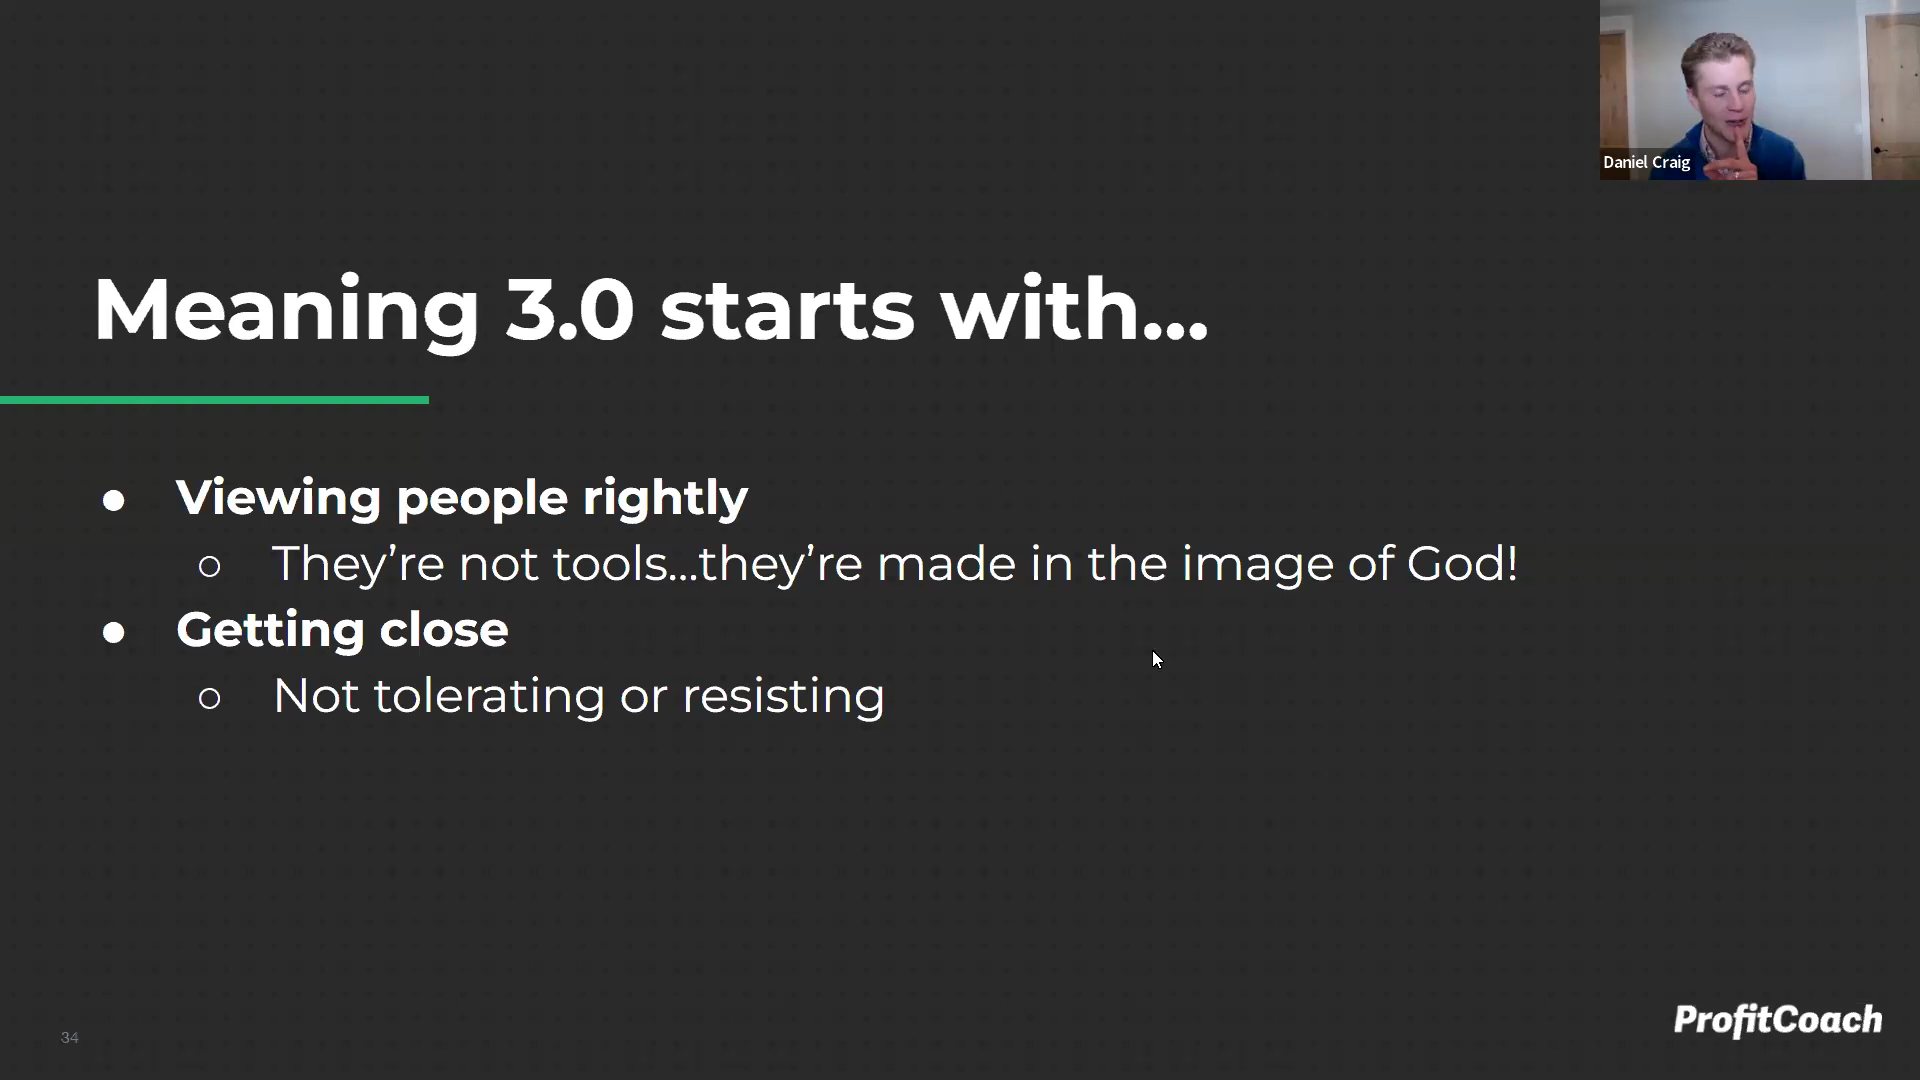 Daniel Craig
Meaning 3.0 starts with...
● Viewing people rightly
○ They’re not tools...they’re made in the image of God!
● Getting close
○ Not tolerating or resisting
34
ProfitCoach